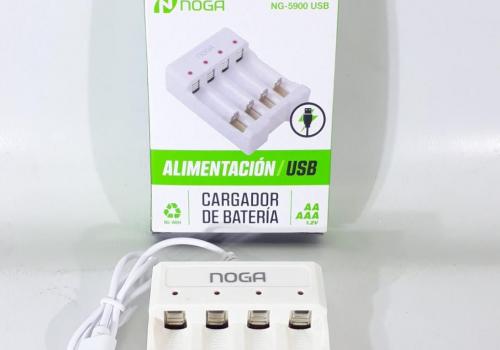 NOGA
NG-5900 USB
ALIMENTACIÓN/USB
CARGADOR
DE BATERÍA
AA
AAA
1.2V
NOGA